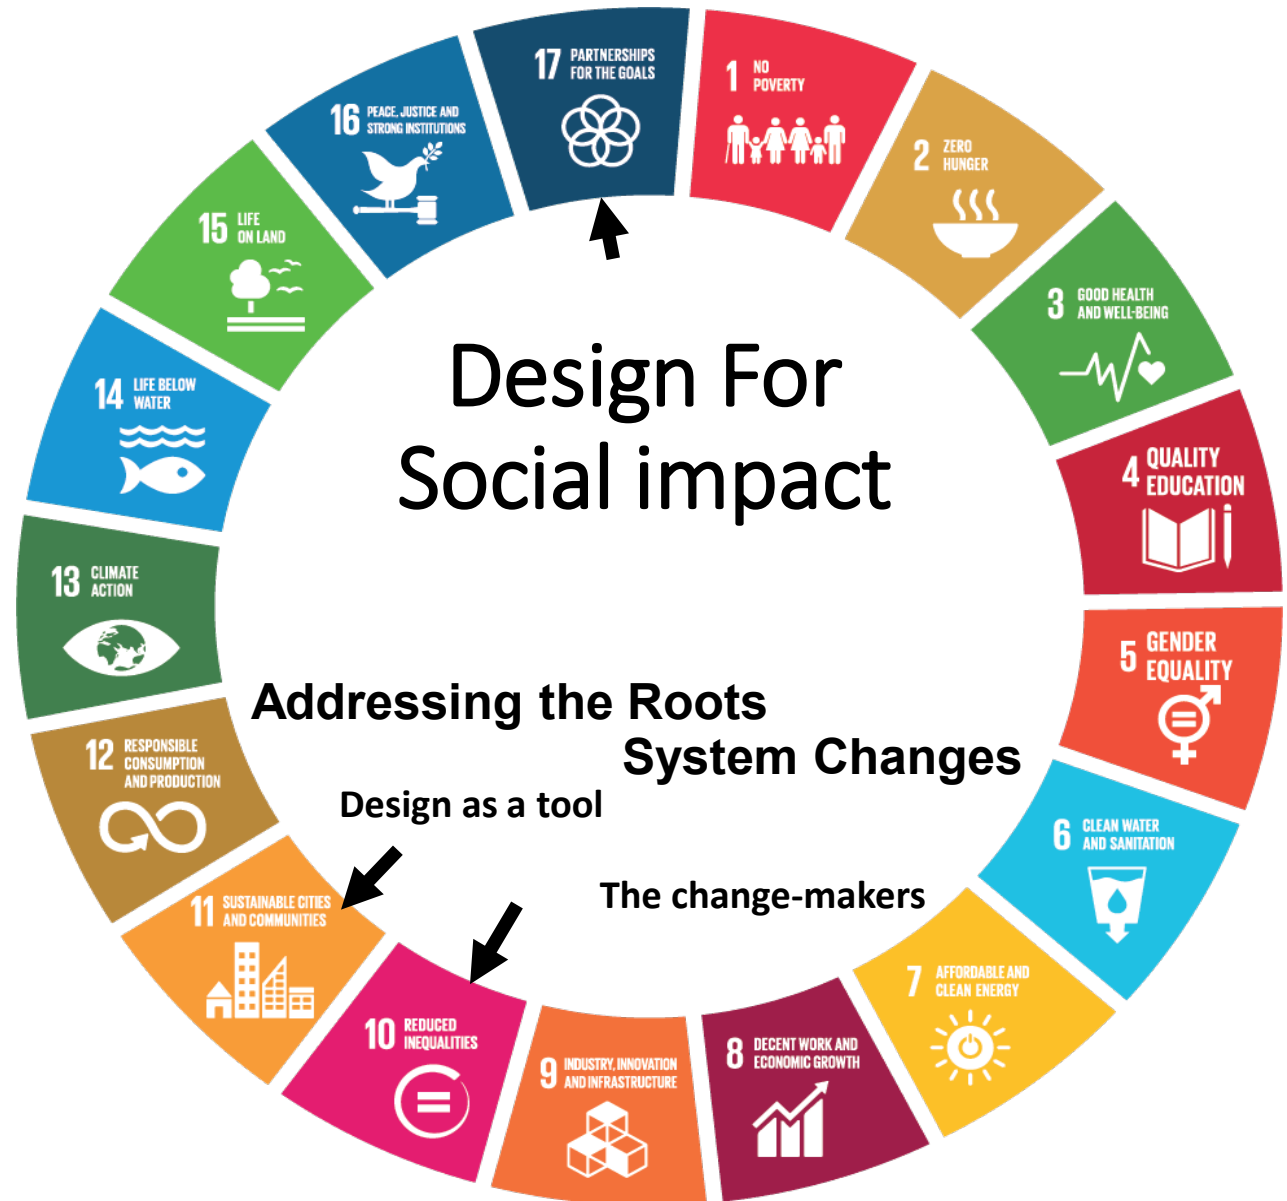 17 PARTNERSHIPS
FOR THE GOALS
1 NO
POVERTY
2 ZERO
HUNGER
3 GOOD HEALTH
AND WELL-BEING
4 QUALITY
EDUCATION
5 GENDER
EQUALITY
6 CLEAN WATER
AND SANITATION
7 AFFORDABLE AND
CLEAN ENERGY
8 DECENT WORK AND
ECONOMIC GROWTH
9 INDUSTRY, INNOVATION
AND INFRASTRUCTURE
10 REDUCED
INEQUALITIES
11 SUSTAINABLE CITIES
AND COMMUNITIES
12 RESPONSIBLE
CONSUMPTION
AND PRODUCTION
13 CLIMATE
ACTION
14 LIFE BELOW
WATER
15 LIFE
ON LAND
16 PEACE, JUSTICE AND
STRONG INSTITUTIONS
Design For
Social impact
Addressing the Roots
System Changes
Design as a tool
The change-makers